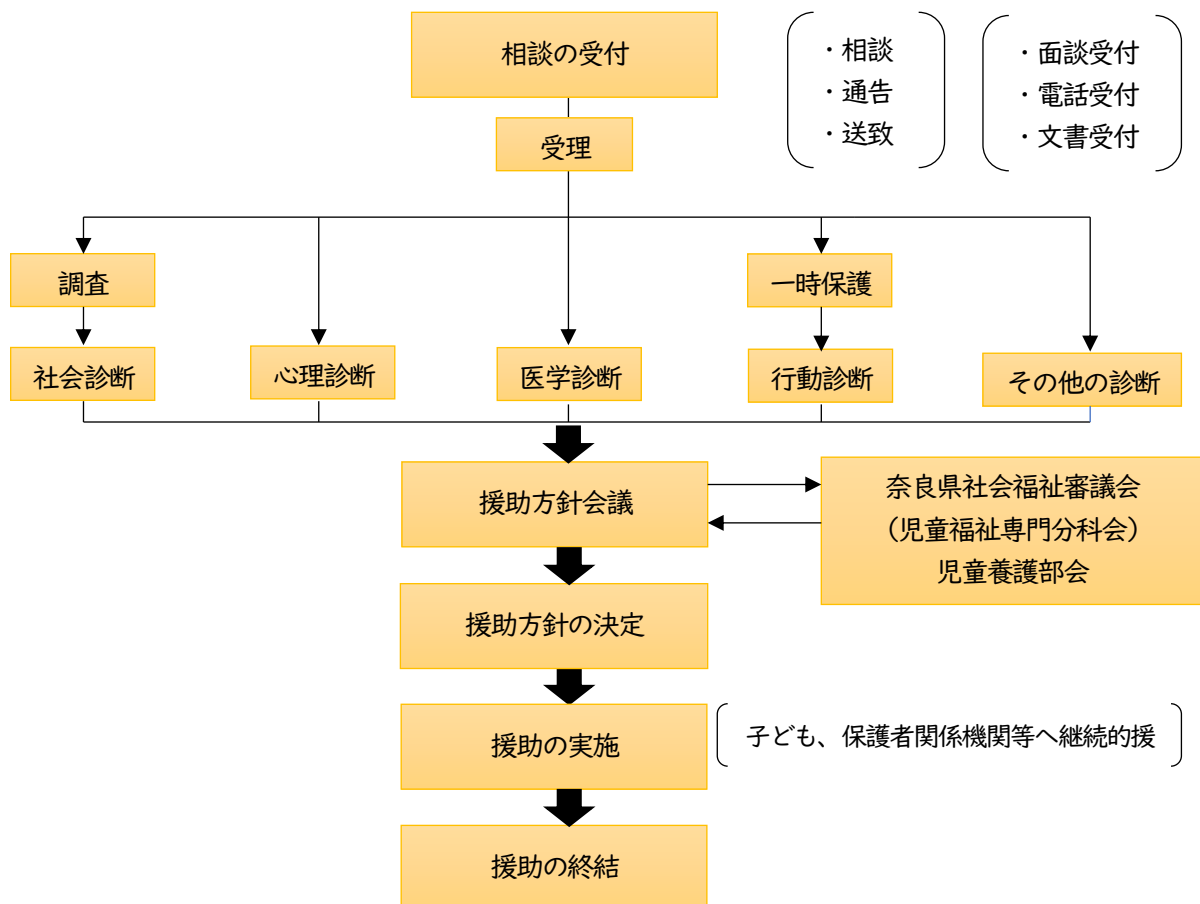 相談の受付
・相談
・通告
・送致
・面談受付
・電話受付
・文書受付
受理
調査
一時保護
社会診断
心理診断
医学診断
行動診断
その他の診断
援助方針会議
奈良県社会福祉審議会
（児童福祉専門分科会）
児童養護部会
援助方針の決定
援助の実施
子ども、保護者関係機関等へ継続的援
援助の終結